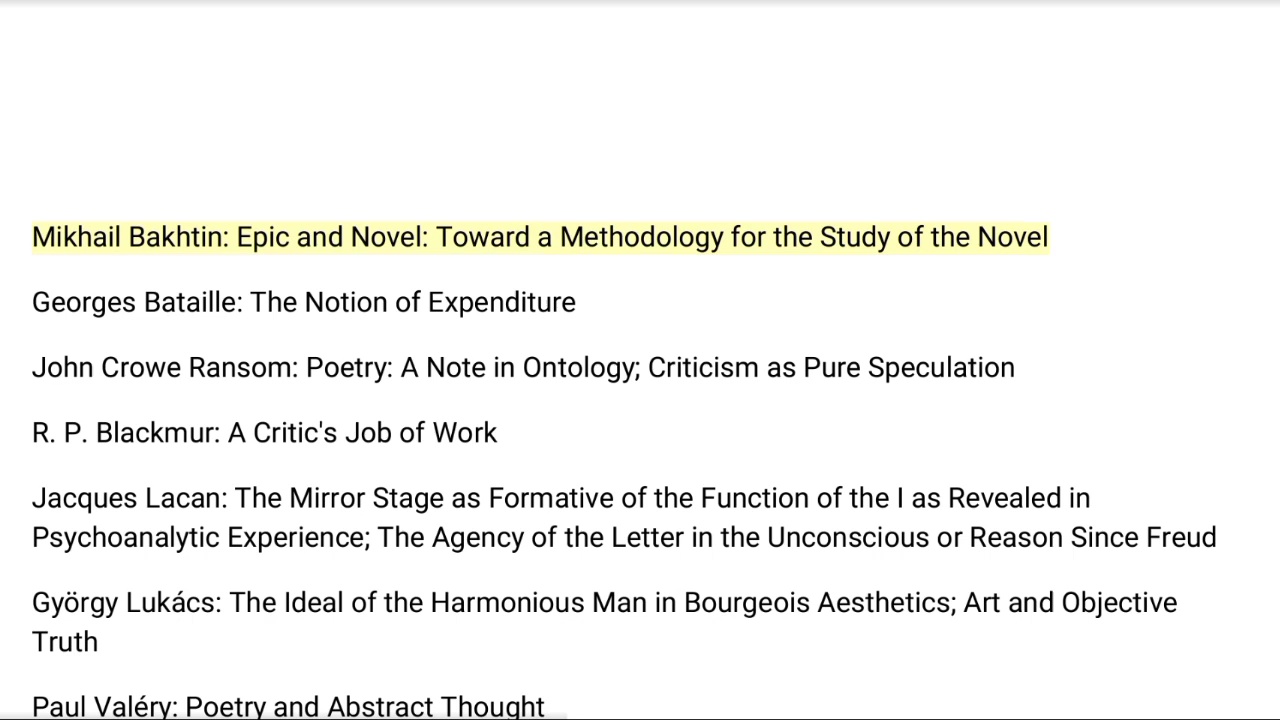 Mikhail Bakhtin: Epic and Novel: Toward a Methodology for the Study of the Novel
Georges Bataille: The Notion of Expenditure
John Crowe Ransom: Poetry: A Note in Ontology; Criticism as Pure Speculation
R. P. Blackmur: A Critic's Job of Work
Jacques Lacan: The Mirror Stage as Formative of the Function of the I as Revealed in
Psychoanalytic Experience; The Agency of the Letter in the Unconscious or Reason Since Freud
György Lukács: The Ideal of the Harmonious Man in Bourgeois Aesthetics; Art and Objective
Truth
Paul Valéry: Poetry and Abstract Thought